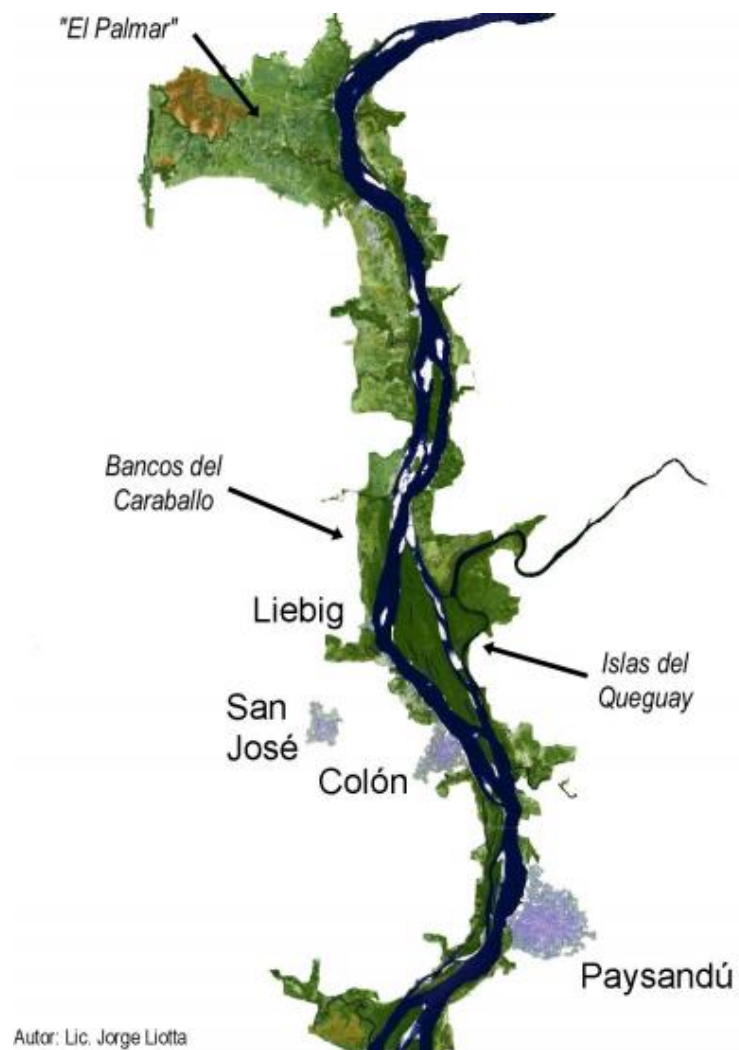 "El Palmar"
Bancos del
Caraballo
Liebig
Islas del
Queguay
San
José
Colón
Paysandú
Autor: Lic. Jorge Liotta